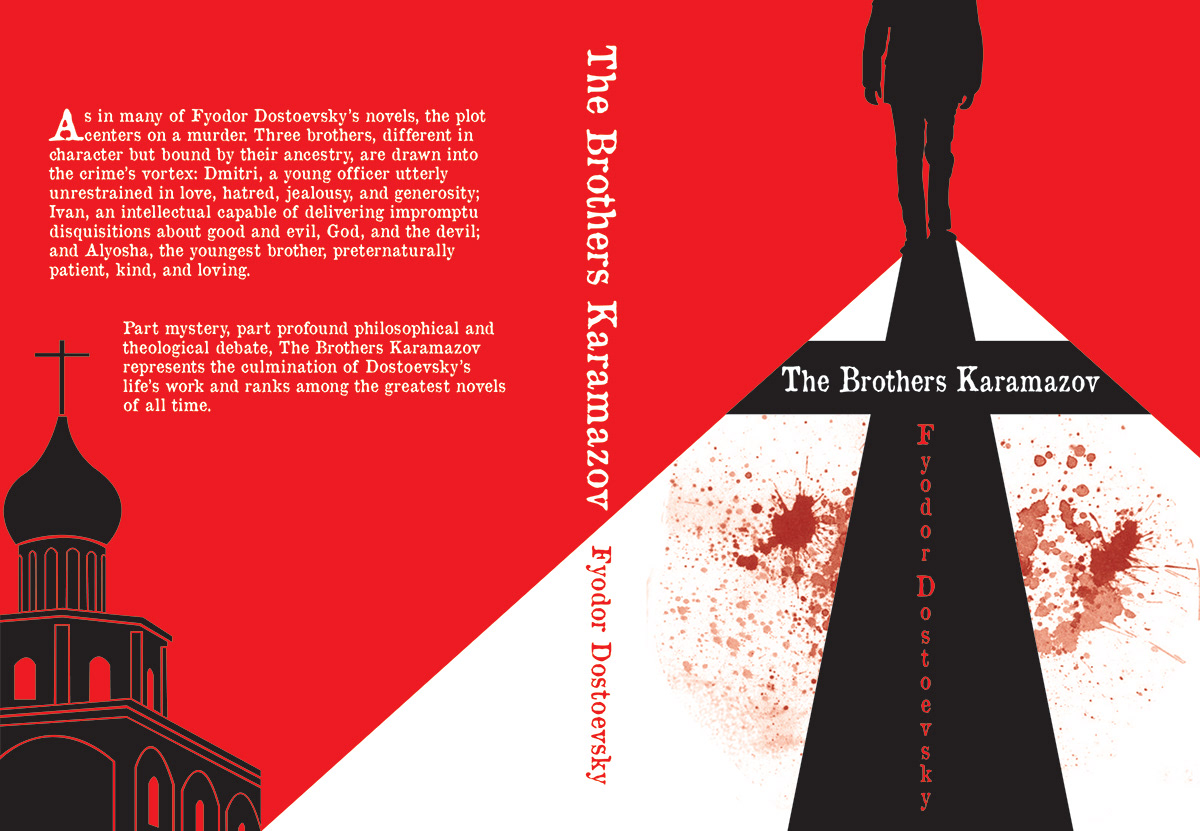 As in many of Fyodor Dostoevsky's novels, the plot
centers on a murder. Three brothers, different in
character but bound by their ancestry, are drawn into
the crime's vortex: Dmitri, a young officer utterly
unrestrained in love, hatred, jealousy, and generosity;
Ivan, an intellectual capable of delivering impromptu
disquisitions about good and evil, God, and the devil;
and Alyosha, the youngest brother, preternaturally
patient, kind, and loving.
Part mystery, part profound philosophical and
theological debate, The Brothers Karamazov
represents the culmination of Dostoevsky's
life's work and ranks among the greatest novels
of all time.
The Brothers Karamazov Fyodor Dostoevsky
The Brothers Karamazov
Fyodor Dostoevsky